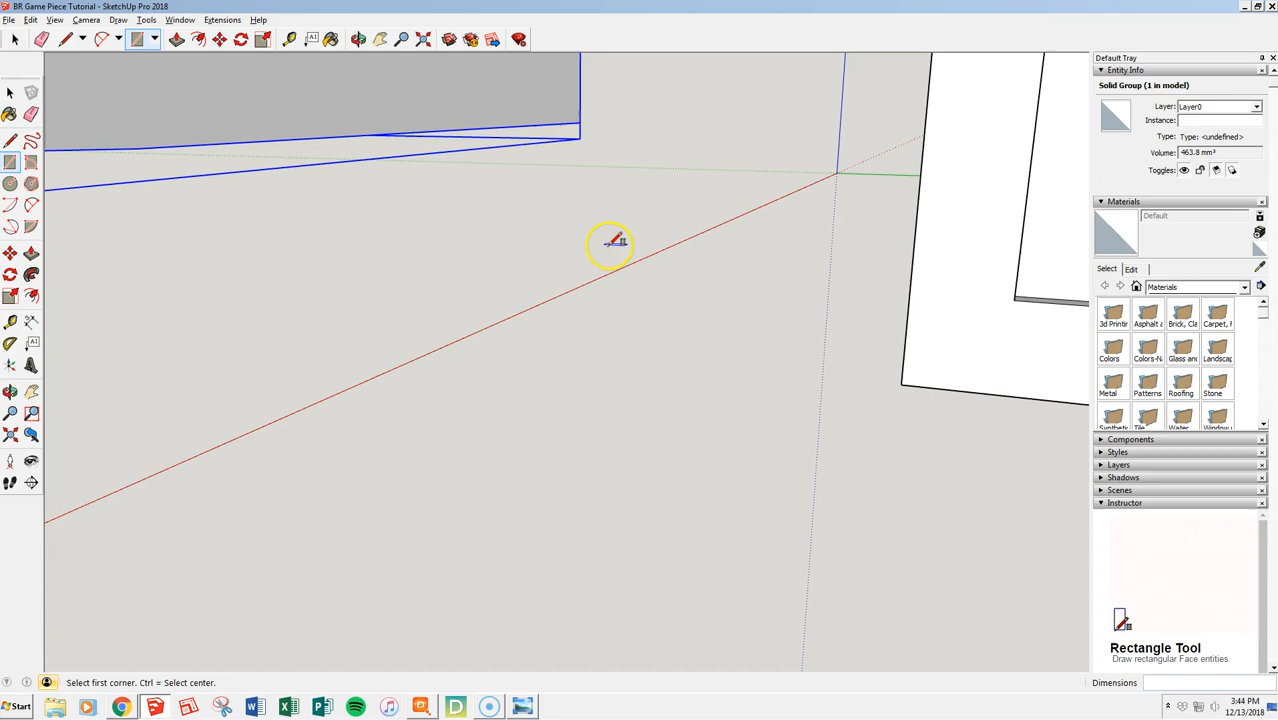 BR Game Piece Tutorial - SketchUp Pro 2018
File Edit View Camera Draw Tools Window Extensions Help
Default Tray
Entity Info
Solid Group (1 in model)
Layer: Layer0
Instance:
Type: Type: <undefined>
Volume: 463.8 mm³
Toggles:
Materials
Default
Select Edit
Materials
3d Printin Asphalt a Brick, Cla Carpet, F
Colors Colors-N Glass and Landscap
Metal Patterns Roofing Stone
Synthetic Tile Water Window
Components
Styles
Layers
Shadows
Scenes
Instructor
Rectangle Tool
Draw rectangular Face entities.
Select first corner. Ctrl = Select center.
Dimensions
Start
3:44 PM
12/13/2018